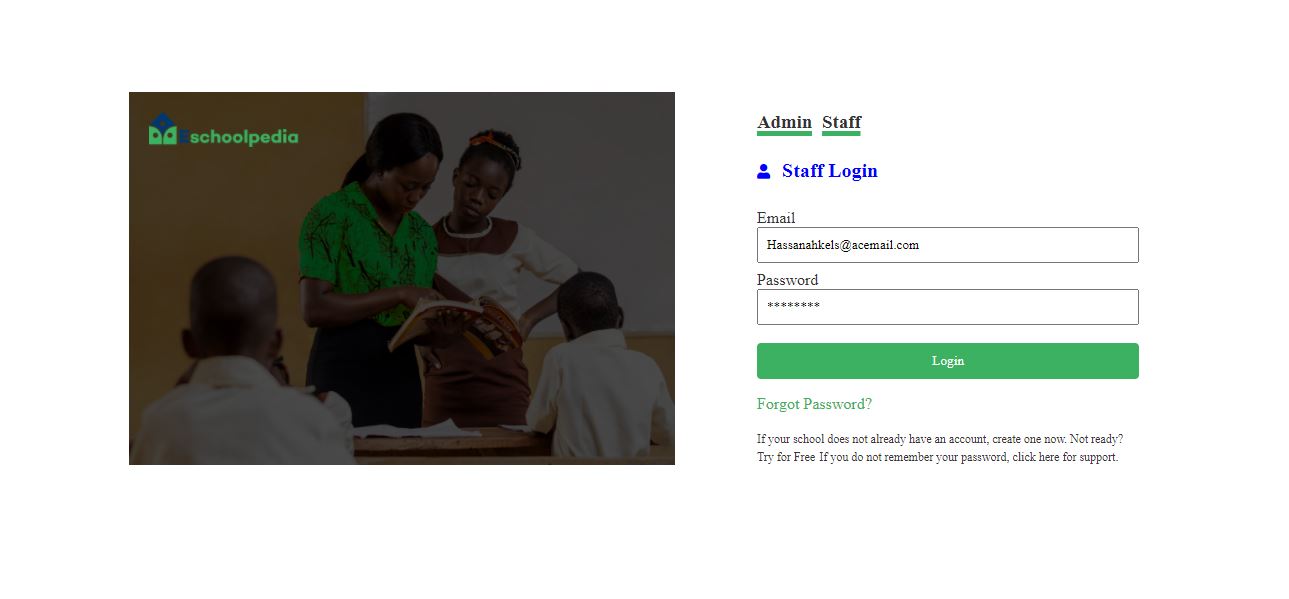 Eschoolpedia
Admin Staff
Staff Login
Email
Hassanahkels@acemail.com
Password
********
Login
Forgot Password?
If your school does not already have an account, create one now. Not ready?
Try for Free If you do not remember your password, click here for support.